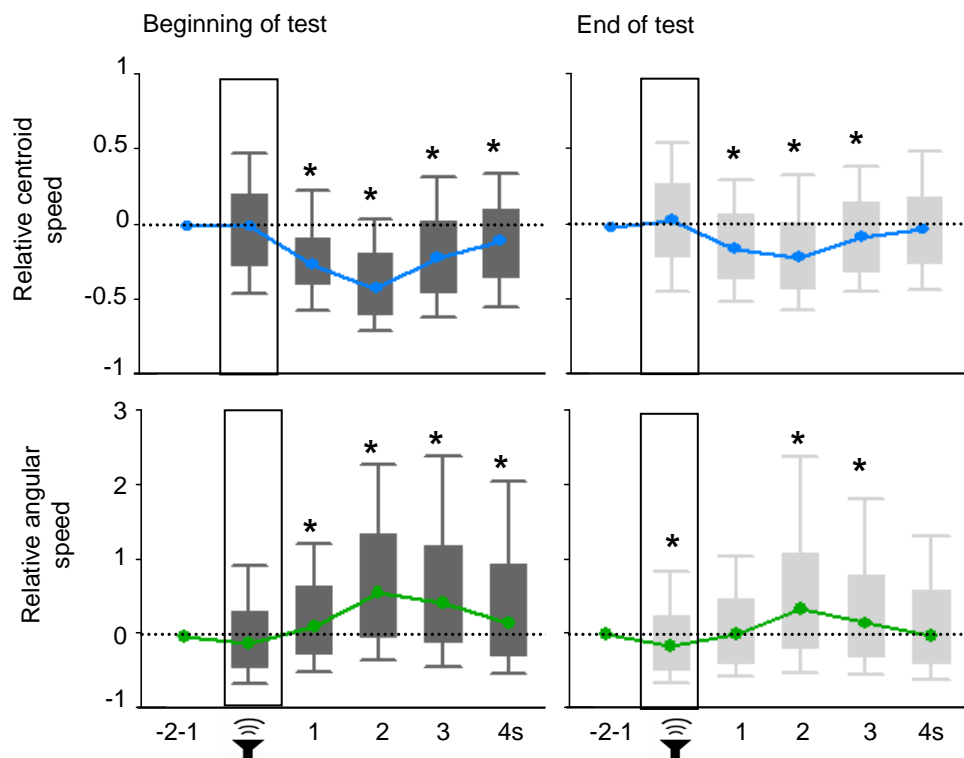 Beginning of test
End of test
Relative centroid
speed
1
0.5
0
-0.5
-1
* * * *
* * *
Relative angular
speed
3
2
1
0
-1
* * * *
* * *
-2-1 1 2 3 4s
-2-1 1 2 3 4s